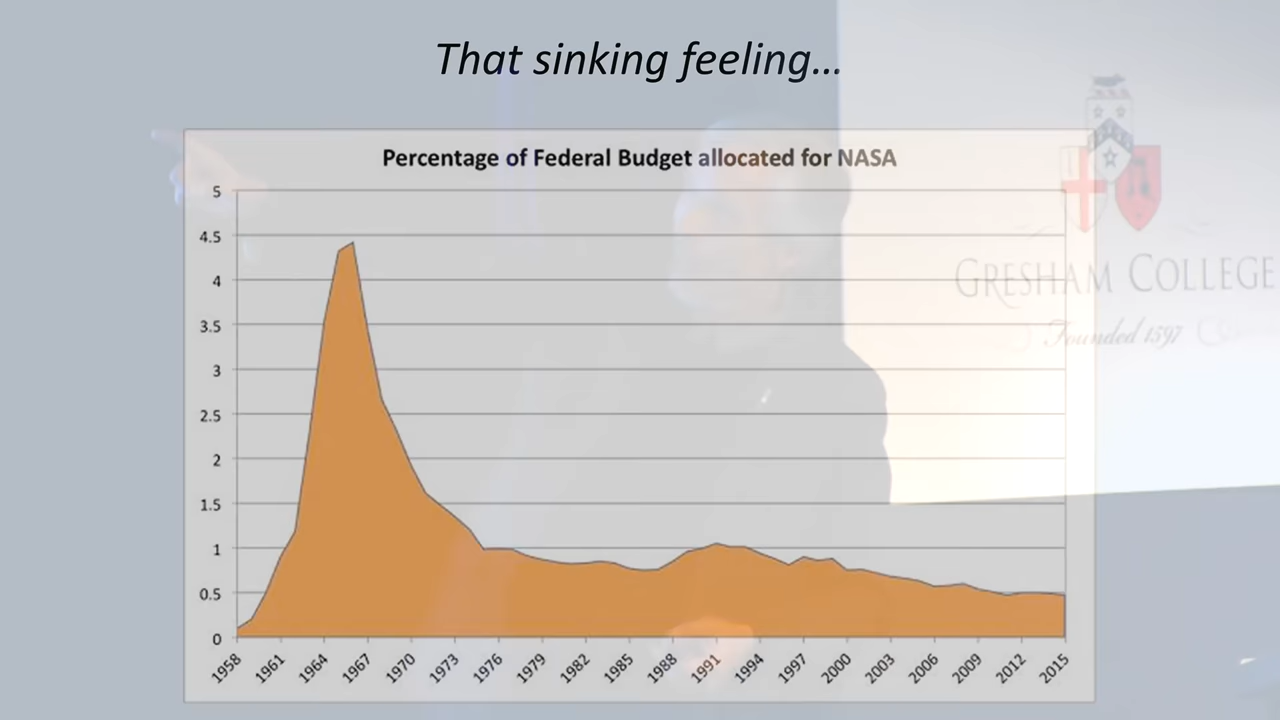 That sinking feeling...
Percentage of Federal Budget allocated for NASA
5
4.5
4
3.5
3
2.5
2
1.5
1
0.5
0
1958 1961 1964 1967 1970 1973 1976 1979 1982 1985 1988 1991 1994 1997 2000 2003 2006 2009 2012 2015
GRESHAM COLLEGE
Founded 1597